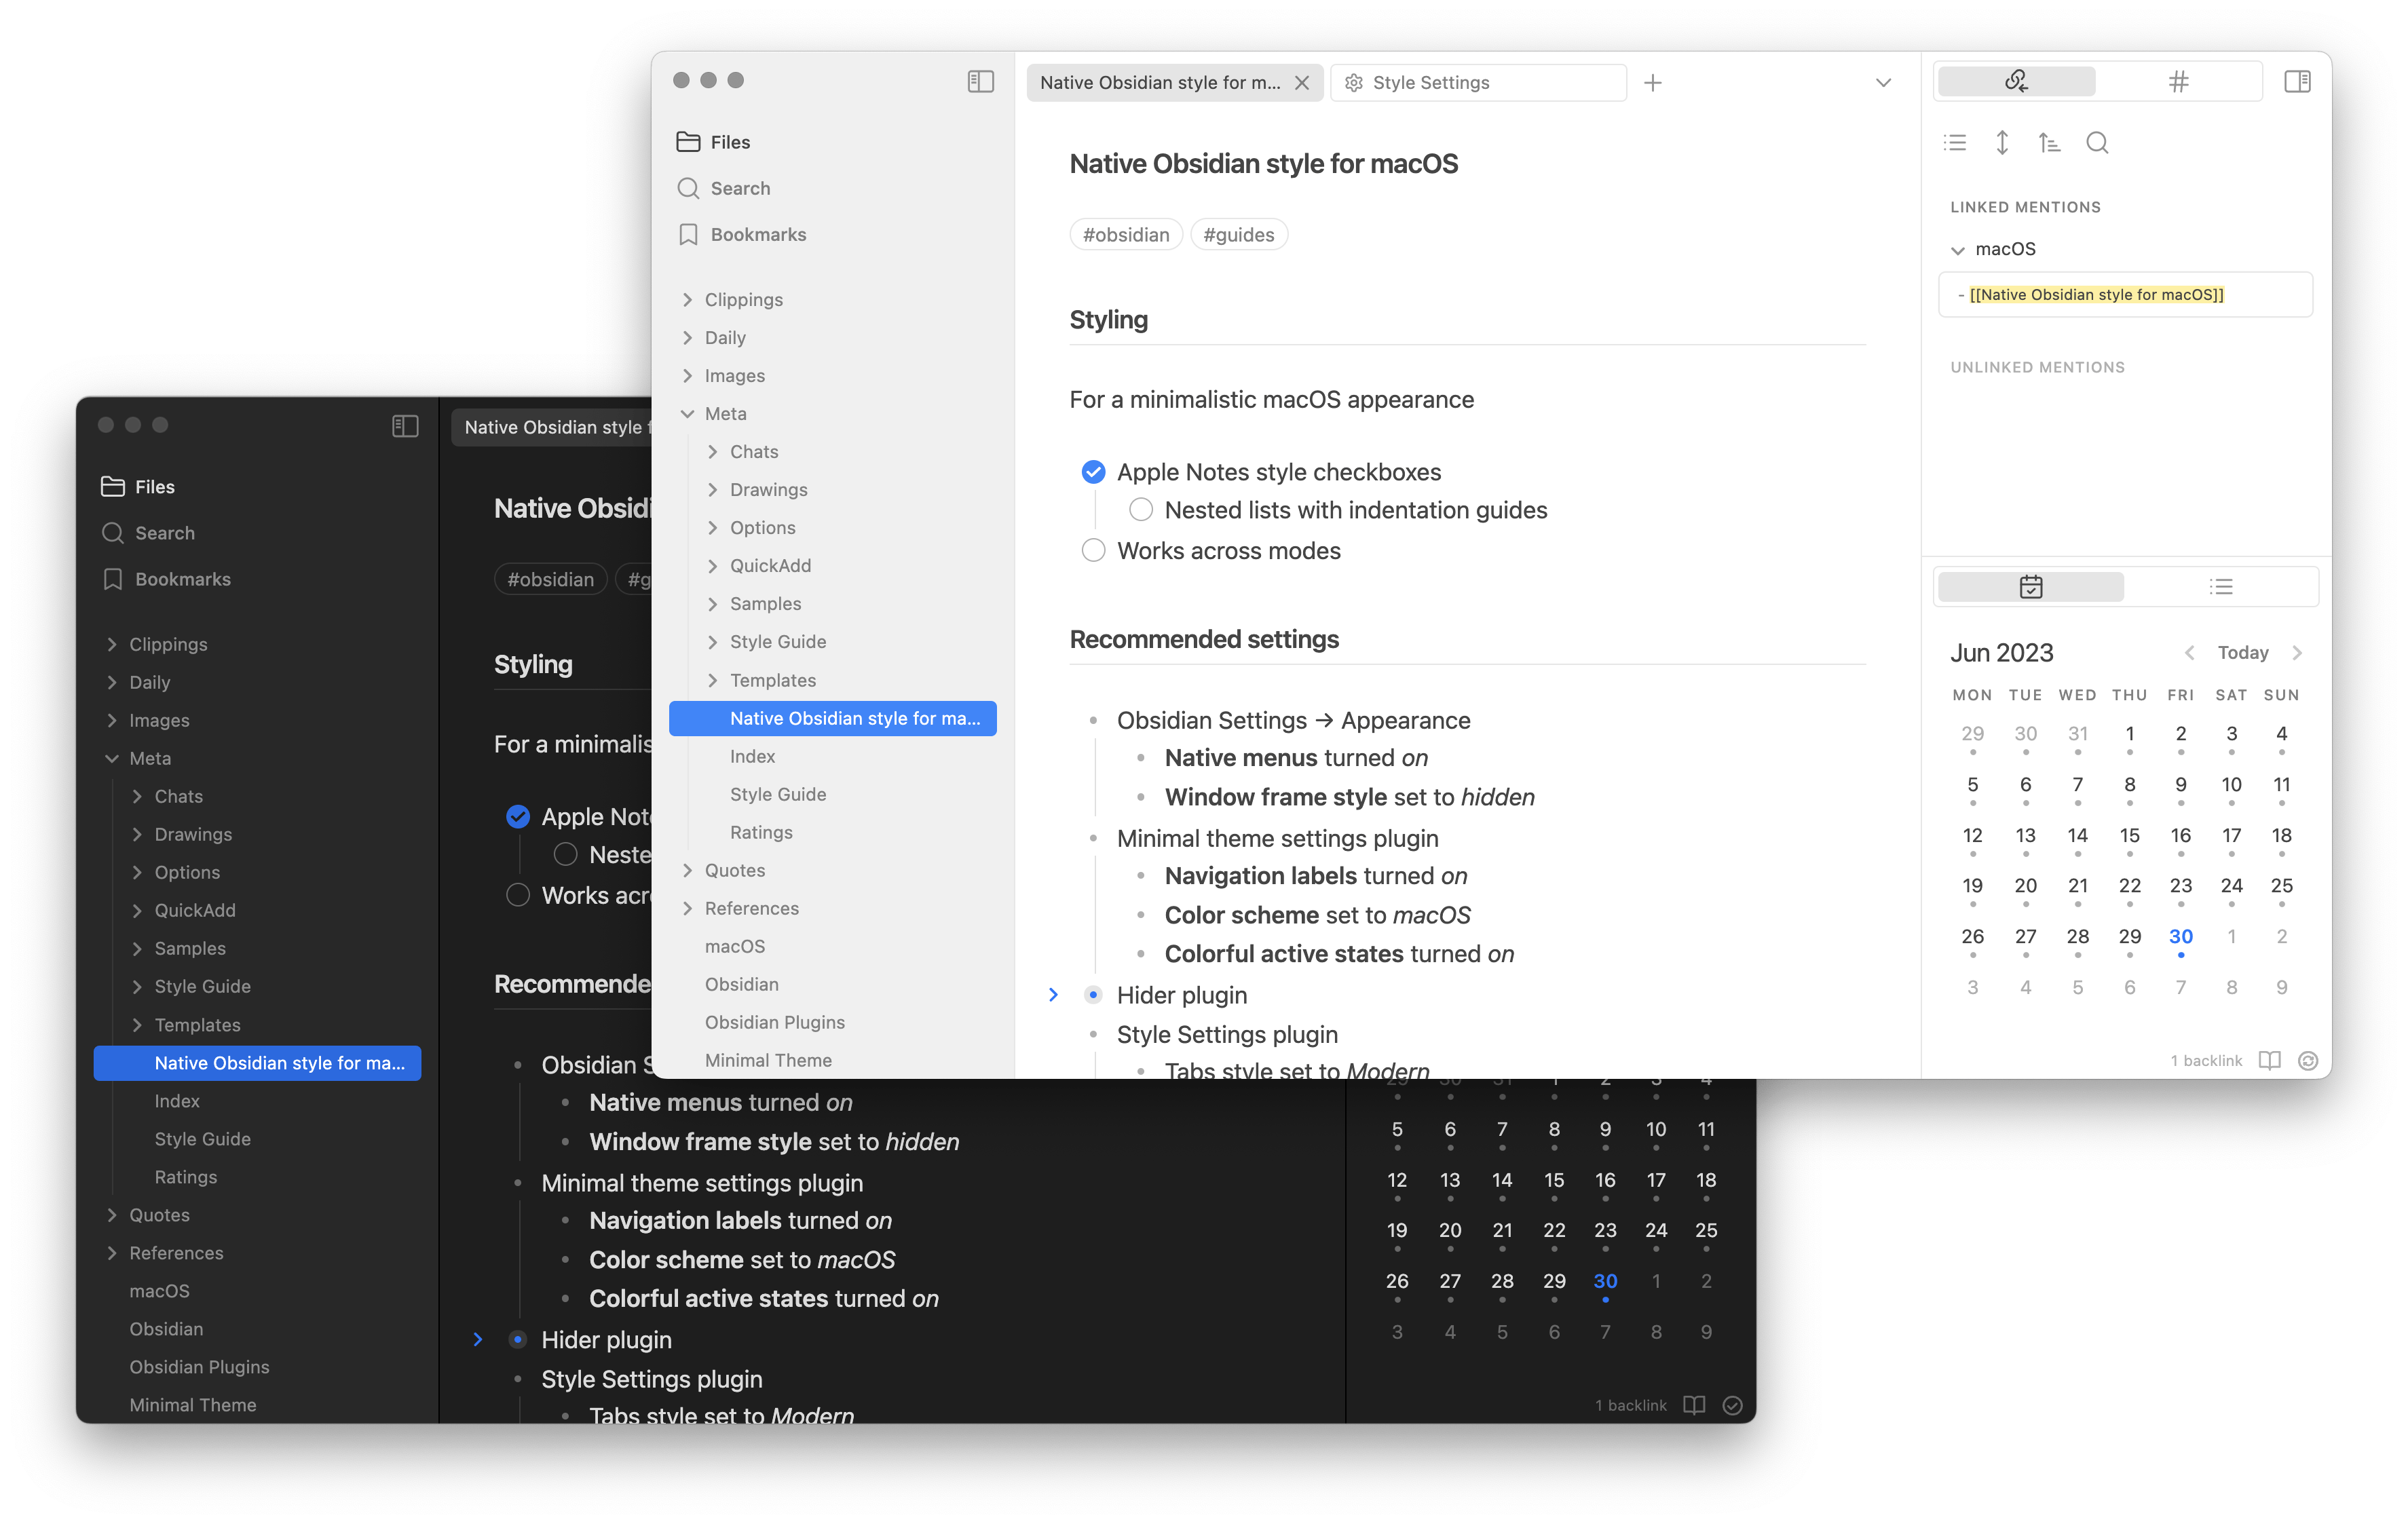 Native Obsidian style for m...
Style Settings
Files
Search
Bookmarks
Clippings
Daily
Images
Meta
Chats
Drawings
Options
QuickAdd
Samples
Style Guide
Templates
Native Obsidian style for ma...
Index
Style Guide
Ratings
Quotes
References
macOS
Obsidian
Obsidian Plugins
Minimal Theme
Native Obsidian style for macOS
#obsidian #guides
Styling
For a minimalistic macOS appearance
Apple Notes style checkboxes
Nested lists with indentation guides
Works across modes
Recommended settings
Obsidian Settings → Appearance
Native menus turned on
Window frame style set to hidden
Minimal theme settings plugin
Navigation labels turned on
Color scheme set to macOS
Colorful active states turned on
Hider plugin
Style Settings plugin
Tabs style set to Modern
LINKED MENTIONS
macOS
- [[Native Obsidian style for macOS]]
UNLINKED MENTIONS
Jun 2023 Today
MON TUE WED THU FRI SAT SUN
29 30 31 1 2 3 4
5 6 7 8 9 10 11
12 13 14 15 16 17 18
19 20 21 22 23 24 25
26 27 28 29 30 1 2
3 4 5 6 7 8 9
1 backlink
Native Obsidian style
Files
Search
Bookmarks
Clippings
Daily
Images
Meta
Chats
Drawings
Options
QuickAdd
Samples
Style Guide
Templates
Native Obsidian style for ma...
Index
Style Guide
Ratings
Quotes
References
macOS
Obsidian
Obsidian Plugins
Minimal Theme
Native Obsidi
#obsidian #g
Styling
For a minimalis
Apple Not
Neste
Works acr
Recommende
Obsidian S
Native menus turned on
Window frame style set to hidden
Minimal theme settings plugin
Navigation labels turned on
Color scheme set to macOS
Colorful active states turned on
Hider plugin
Style Settings plugin
Tabs style set to Modern
29 30 31 1 2 3 4
5 6 7 8 9 10 11
12 13 14 15 16 17 18
19 20 21 22 23 24 25
26 27 28 29 30 1 2
3 4 5 6 7 8 9
1 backlink